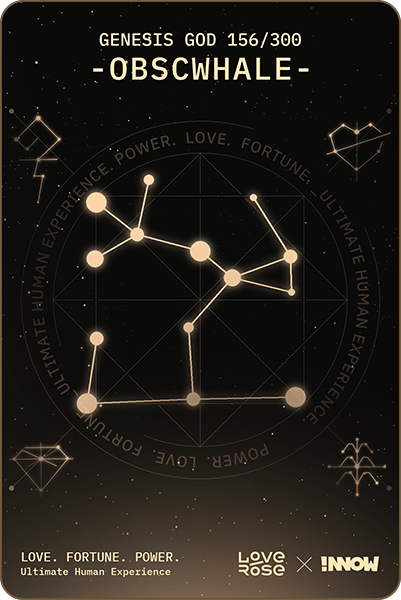 GENESIS GOD 156/300
-OBSCWHALE-
POWER. LOVE. FORTUNE. ULTIMATE HUMAN EXPERIENCE.
POWER. LOVE. FORTUNE. ULTIMATE HUMAN EXPERIENCE.
LOVE. FORTUNE. POWER.
Ultimate Human Experience
LOVE
ROSE
INNOW